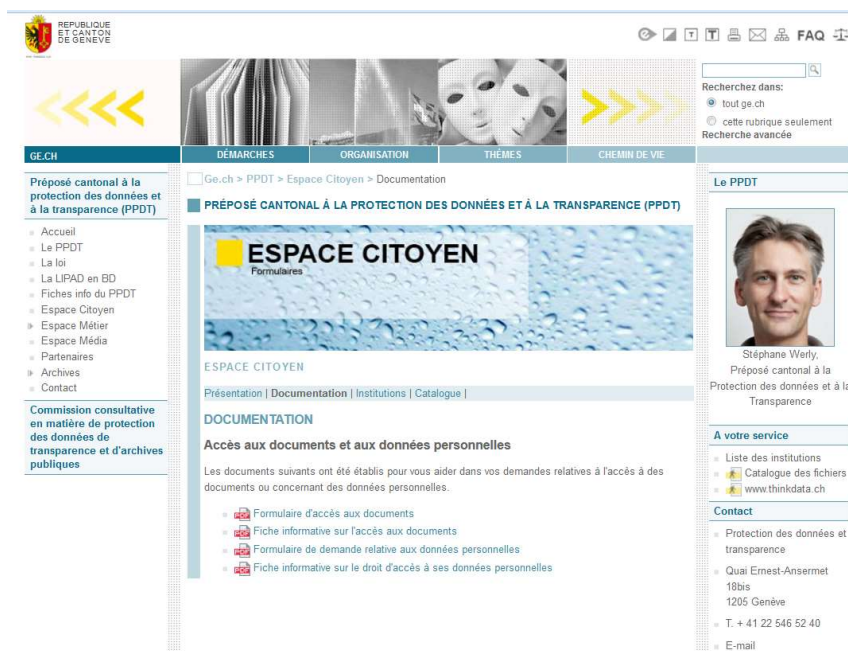 REPUBLIQUE
ET CANTON
DE GENEVE
T T FAQ
Recherchez dans:
tout ge.ch
cette rubrique seulement
Recherche avancée
GE.CH
DÉMARCHES
ORGANISATION
THÈMES
CHEMIN DE VIE
Préposé cantonal à la
protection des données et
à la transparence (PPDT)
Accueil
Le PPDT
La loi
La LIPAD en BD
Fiches info du PPDT
Espace Citoyen
Espace Métier
Espace Média
Partenaires
Archives
Contact
Commission consultative
en matière de protection
des données de
transparence et d'archives
publiques
Ge.ch > PPDT > Espace Citoyen > Documentation
PRÉPOSÉ CANTONAL À LA PROTECTION DES DONNÉES ET À LA TRANSPARENCE (PPDT)
ESPACE CITOYEN
Formulaires
ESPACE CITOYEN
Présentation | Documentation | Institutions | Catalogue |
DOCUMENTATION
Accès aux documents et aux données personnelles
Les documents suivants ont été établis pour vous aider dans vos demandes relatives à l'accès à des
documents ou concernant des données personnelles.
PDF Formulaire d'accès aux documents
PDF Fiche informative sur l'accès aux documents
PDF Formulaire de demande relative aux données personnelles
PDF Fiche informative sur le droit d'accès à ses données personnelles
Le PPDT
Stéphane Werly,
Préposé cantonal à la
Protection des données et à la
Transparence
A votre service
Liste des institutions
Catalogue des fichiers
www.thinkdata.ch
Contact
Protection des données et
transparence
Quai Ernest-Ansermet
18bis
1205 Genève
T. + 41 22 546 52 40
E-mail